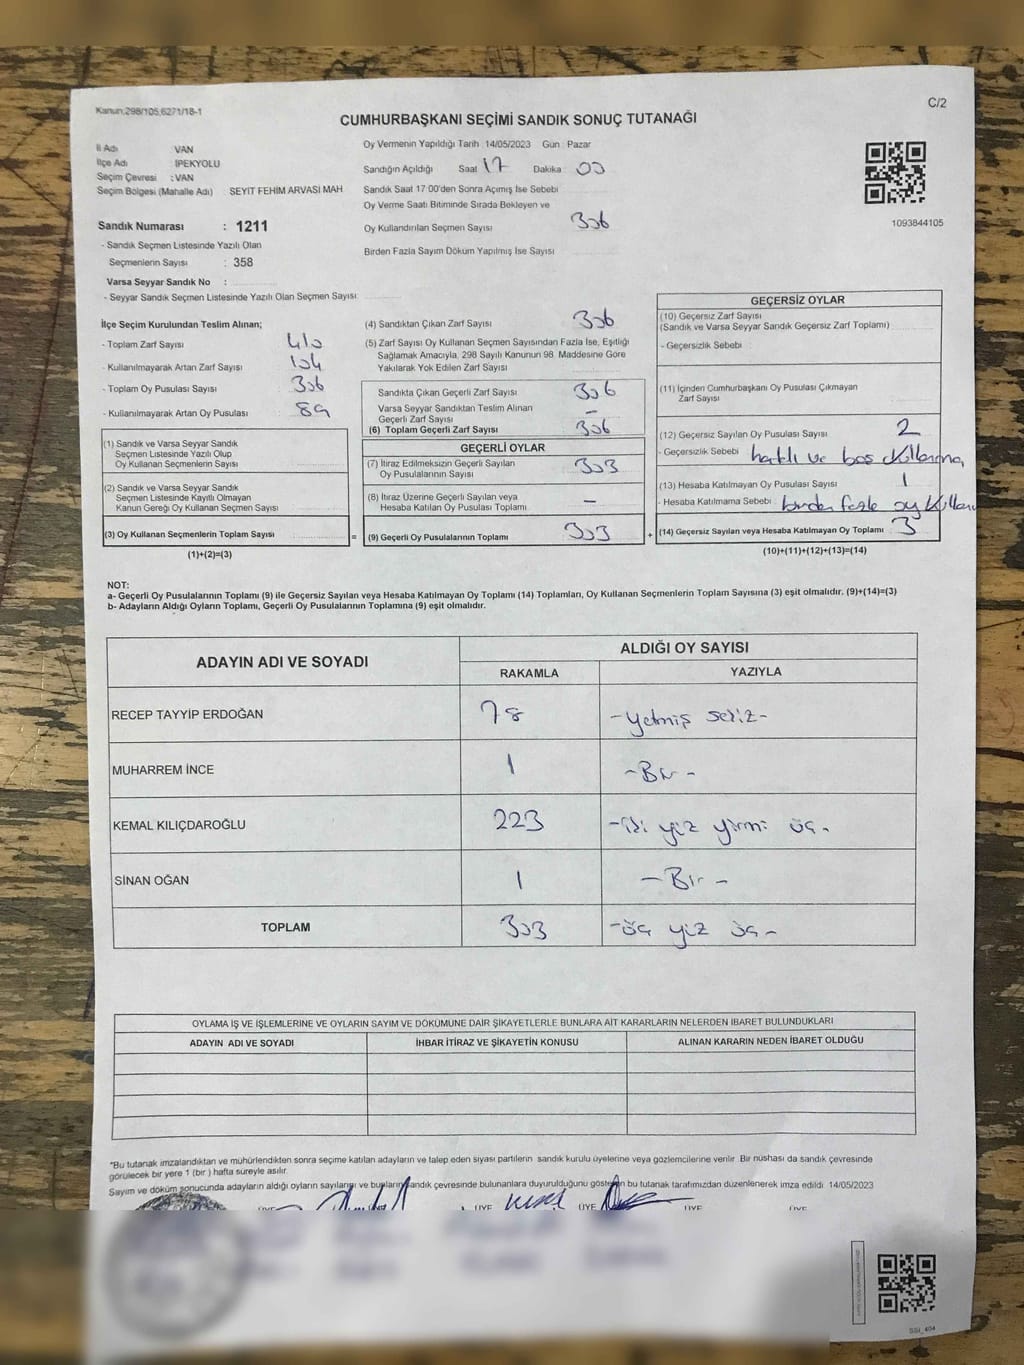 Kanun:298/105,6271/18-1
C/2
CUMHURBAŞKANI SEÇİMİ SANDIK SONUÇ TUTANAĞI
İl Adı VAN
İlçe Adı : İPEKYOLU
Seçim Çevresi : VAN
Seçim Bölgesi (Mahalle Adı) SEYİT FEHİM ARVASI MAH
Sandık Numarası : 1211
- Sandık Seçmen Listesinde Yazılı Olan
Seçmenlerin Sayısı : 358
Varsa Seyyar Sandık No :
- Seyyar Sandık Seçmen Listesinde Yazılı Olan Seçmen Sayısı
Oy Vermenin Yapıldığı Tarih 14/05/2023 Gün : Pazar
Sandığın Açıldığı Saat 17 Dakika : 00
Sandık Saat 17:00'den Sonra Açımış İse Sebebi
Oy Verme Saati Bitiminde Sırada Bekleyen ve
Oy Kullandırılan Seçmen Sayısı 306
Birden Fazla Sayım Döküm Yapılmış İse Sayısı
1093844105
İlçe Seçim Kurulundan Teslim Alınan;
- Toplam Zarf Sayısı 410
- Kullanılmayarak Artan Zarf Sayısı 104
- Toplam Oy Pusulası Sayısı 306
- Kullanılmayarak Artan Oy Pusulası : 89
(1) Sandık ve Varsa Seyyar Sandık
Seçmen Listesinde Yazılı Olup
Oy Kullanan Seçmenlerin Sayısı
(2) Sandık ve Varsa Seyyar Sandık
Seçmen Listesinde Kayıtlı Olmayan
Kanun Gereği Oy Kullanan Seçmen Sayısı
(3) Oy Kullanan Seçmenlerin Toplam Sayısı
(1)+(2)=(3)
=
(4) Sandıktan Çıkan Zarf Sayısı 306
(5) Zarf Sayısı Oy Kullanan Seçmen Sayısından Fazla İse, Eşitliği
Sağlamak Amacıyla, 298 Sayılı Kanunun 98. Maddesine Göre
Yakılarak Yok Edilen Zarf Sayısı
Sandıkta Çıkan Geçerli Zarf Sayısı 306
Varsa Seyyar Sandıktan Teslim Alınan
Geçerli Zarf Sayısı -
(6) Toplam Geçerli Zarf Sayısı 306
GEÇERLİ OYLAR
(7) İtiraz Edilmeksizin Geçerli Sayılan
Oy Pusulalarının Sayısı 303
(8) İtiraz Üzerine Geçerli Sayılan veya
Hesaba Katılan Oy Pusulaları Toplamı -
(9) Geçerli Oy Pusulalarının Toplamı 303
+
GEÇERSİZ OYLAR
(10) Geçersiz Zarf Sayısı
(Sandık ve Varsa Seyyar Sandık Geçersiz Zarf Toplamı)
- Geçersizlik Sebebi :
(11) İçinden Cumhurbaşkanı Oy Pusulası Çıkmayan
Zarf Sayısı
(12) Geçersiz Sayılan Oy Pusulası Sayısı 2
- Geçersizlik Sebebi hatalı ve boş kullanma
(13) Hesaba Katılmayan Oy Pusulası Sayısı 1
- Hesaba Katılmama Sebebi : birden fazla oy kullan
(14) Geçersiz Sayılan veya Hesaba Katılmayan Oy Toplamı 3
(10)+(11)+(12)+(13)=(14)
NOT:
a- Geçerli Oy Pusulalarının Toplamı (9) ile Geçersiz Sayılan veya Hesaba Katılmayan Oy Toplamı (14) Toplamları, Oy Kullanan Seçmenlerin Toplam Sayısına (3) eşit olmalıdır. (9)+(14)=(3)
b- Adayların Aldığı Oyların Toplamı, Geçerli Oy Pusulalarının Toplamına (9) eşit olmalıdır.
ADAYIN ADI VE SOYADI ALDIĞI OY SAYISI
RAKAMLA YAZIYLA
RECEP TAYYİP ERDOĞAN 78 -yetmiş sekiz-
MUHARREM İNCE 1 -Bir-
KEMAL KILIÇDAROĞLU 223 -iki yüz yirmi üç-
SİNAN OĞAN 1 -Bir-
TOPLAM 303 -üç yüz üç-
OYLAMA İŞ VE İŞLEMLERİNE VE OYLARIN SAYIM VE DÖKÜMÜNE DAİR ŞİKAYETLERLE BUNLARA AİT KARARLARIN NELERDEN İBARET BULUNDUKLARI
ADAYIN ADI VE SOYADI İHBAR İTİRAZ VE ŞİKAYETİN KONUSU ALINAN KARARIN NEDEN İBARET OLDUĞU
*Bu tutanak imzalandıktan ve mühürlendikten sonra seçime katılan adayların ve talep eden siyasi partilerin sandık kurulu üyelerine veya gözlemcilerine verilir. Bir nüshası da sandık çevresinde
görülecek bir yere 1 (bir ) hafta süreyle asılır.
Sayım ve döküm sonucunda adayların aldığı oyların sayılarını ve bunların sandık çevresinde bulunanlara duyurulduğunu gösteren bu tutanak tarafımızdan düzenlenerek imza edildi. 14/05/2023
ÜYE ÜYE ÜYE ÜYE ÜYE